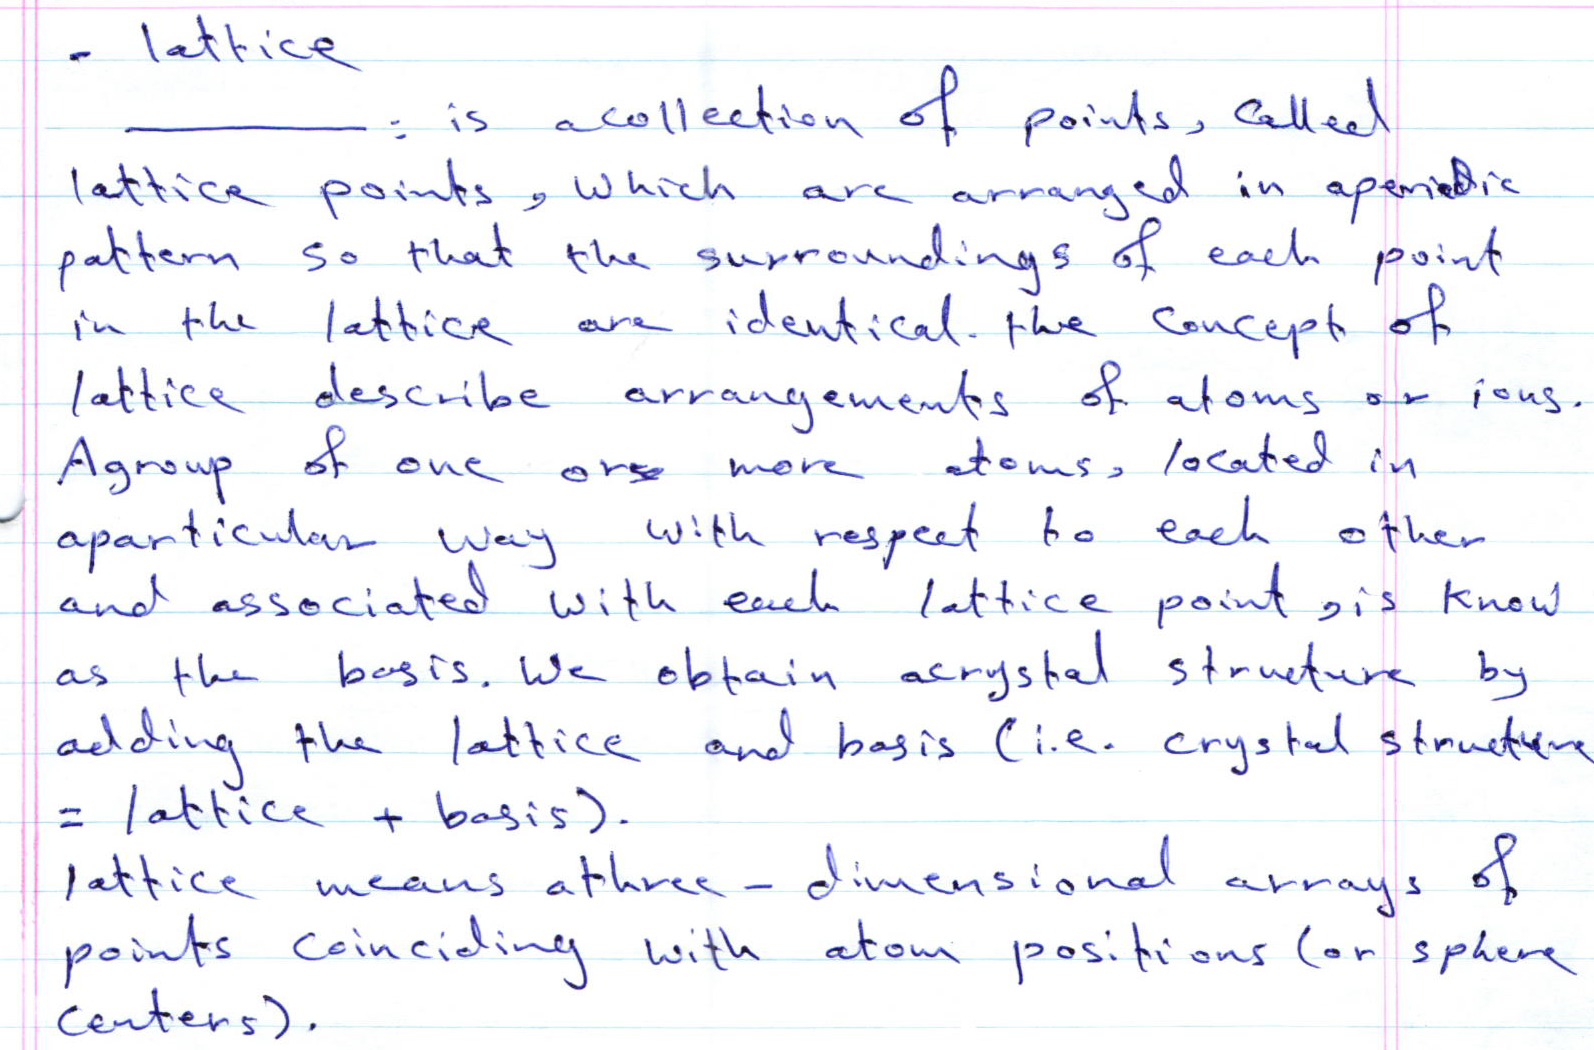 - lattice
: is acollection of points, Called
lattice points, which are arranged in aperiodic
pattern so that the surroundings of each point
in the lattice are identical. the concept of
lattice describe arrangements of atoms or ions.
Agroup of one or more atoms, located in
aparticular way with respect to each other
and associated with each lattice point, is know
as the basis. We obtain acrystal structure by
adding the lattice and basis (i.e. crystal structure
= lattice + basis).
lattice means athree-dimensional arrays of
points coinciding with atom positions (or sphere
centers).